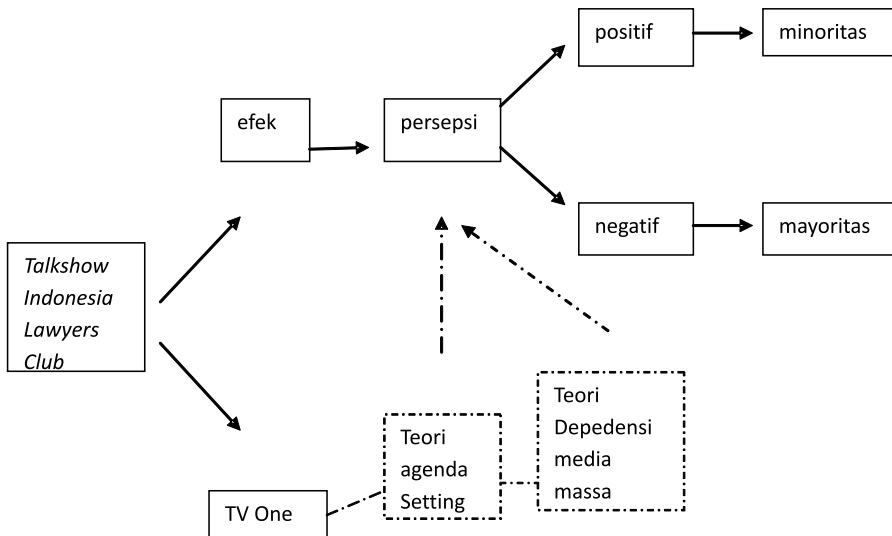 positif
minoritas
efek
persepsi
negatif
mayoritas
Talkshow
Indonesia
Lawyers
Club
Teori
Depedensi
media
massa
Teori
agenda
Setting
TV One